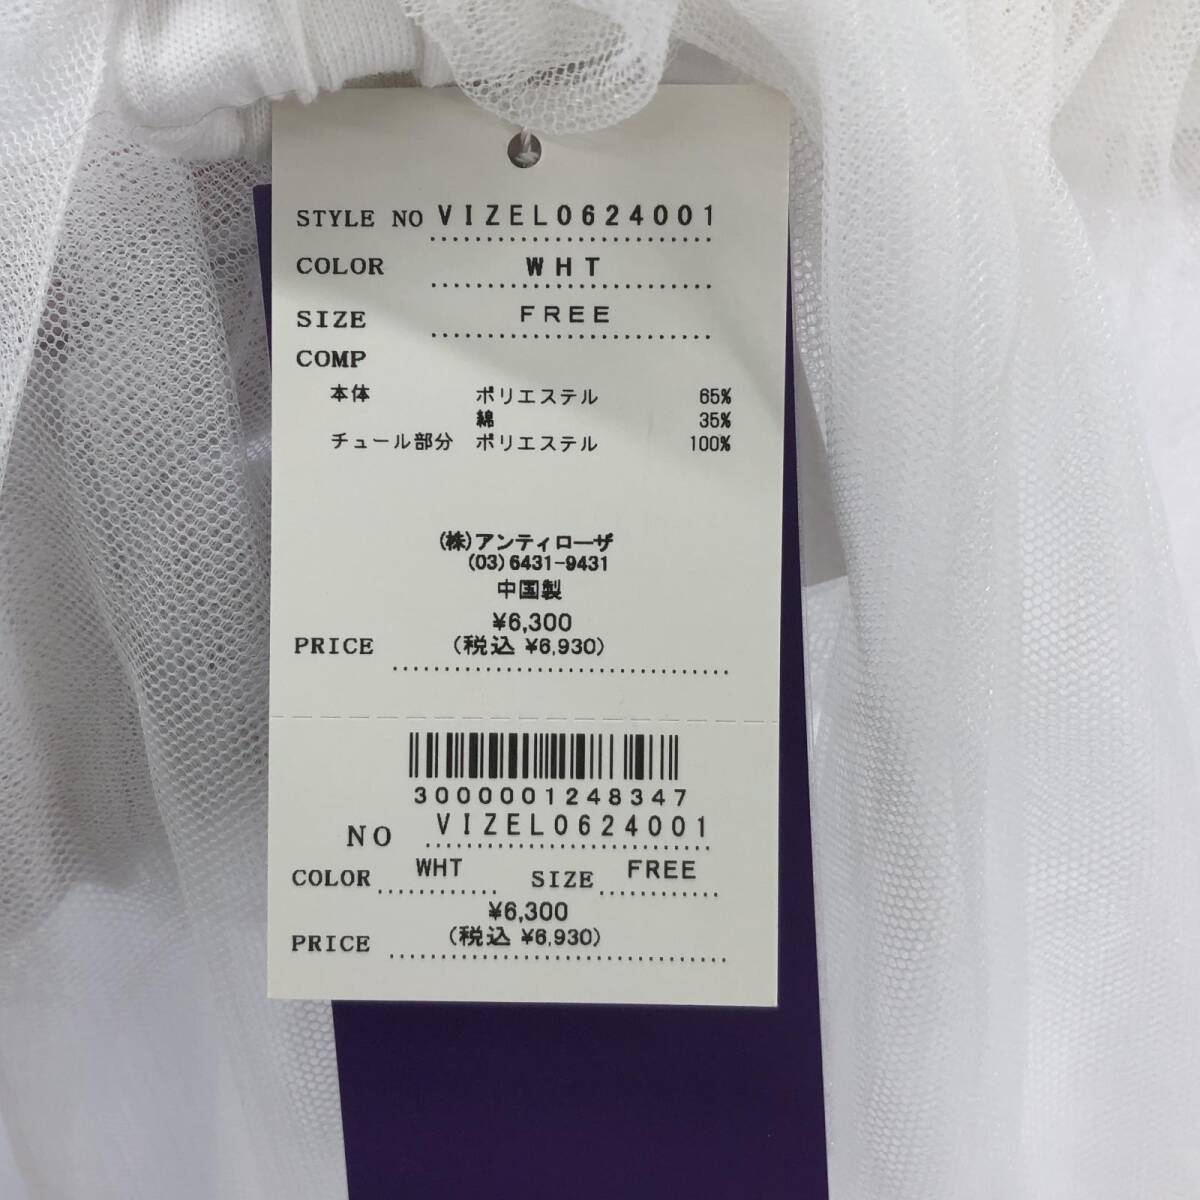 STYLE NO VIZEL0624001
COLOR WHT
SIZE FREE
COMP
本体 ポリエステル 65%
綿 35%
チュール部分 ポリエステル 100%
(株)アンティローザ
(03)6431-9431
中国製
¥6,300
PRICE (税込 ¥6,930)
3000001248347
NO VIZEL0624001
COLOR WHT SIZE FREE
¥6,300
PRICE (税込 ¥6,930)